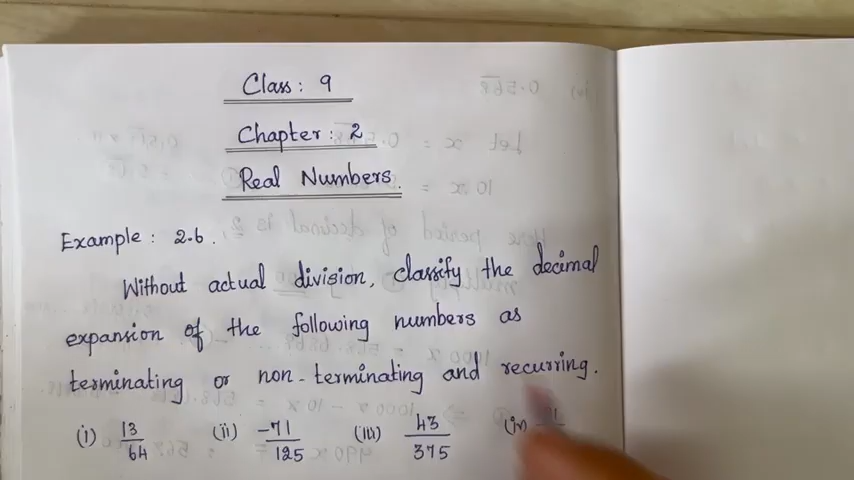 Class: 9
Chapter: 2
Real Numbers.
Example: 2.6.
Without actual division, classify the decimal
expansion of the following numbers as
terminating or non-terminating and recurring.
(i) 13/64 (ii) -71/125 (iii) 43/375 (iv)